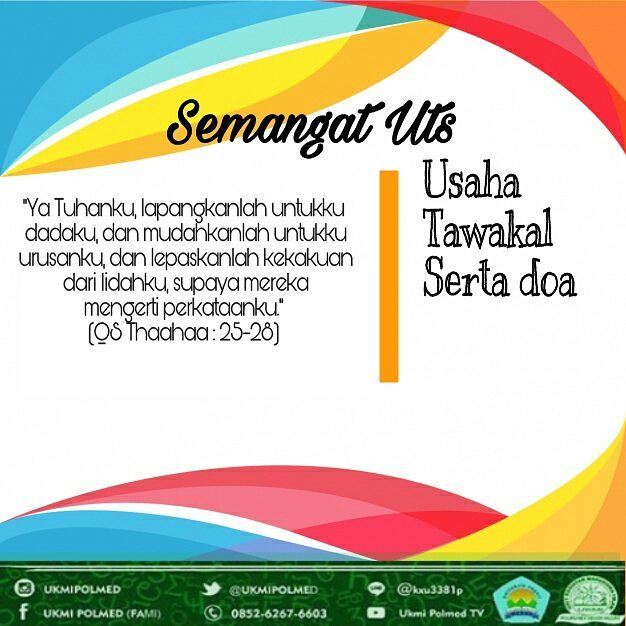 Semangat Uts
"Ya Tuhanku, lapangkanlah untukku
dadaku, dan mudahkanlah untukku
urusanku, dan lepaskanlah kekakuan
dari lidahku, supaya mereka
mengerti perkataanku."
(QS Thaahaa : 25-28)
Usaha
Tawakal
Serta doa
UKMIPOLMED
@UKMIPOLMED
@kxu3381p
UKMI POLMED (FAMI)
0852-6267-6603
Ukmi Polmed TV